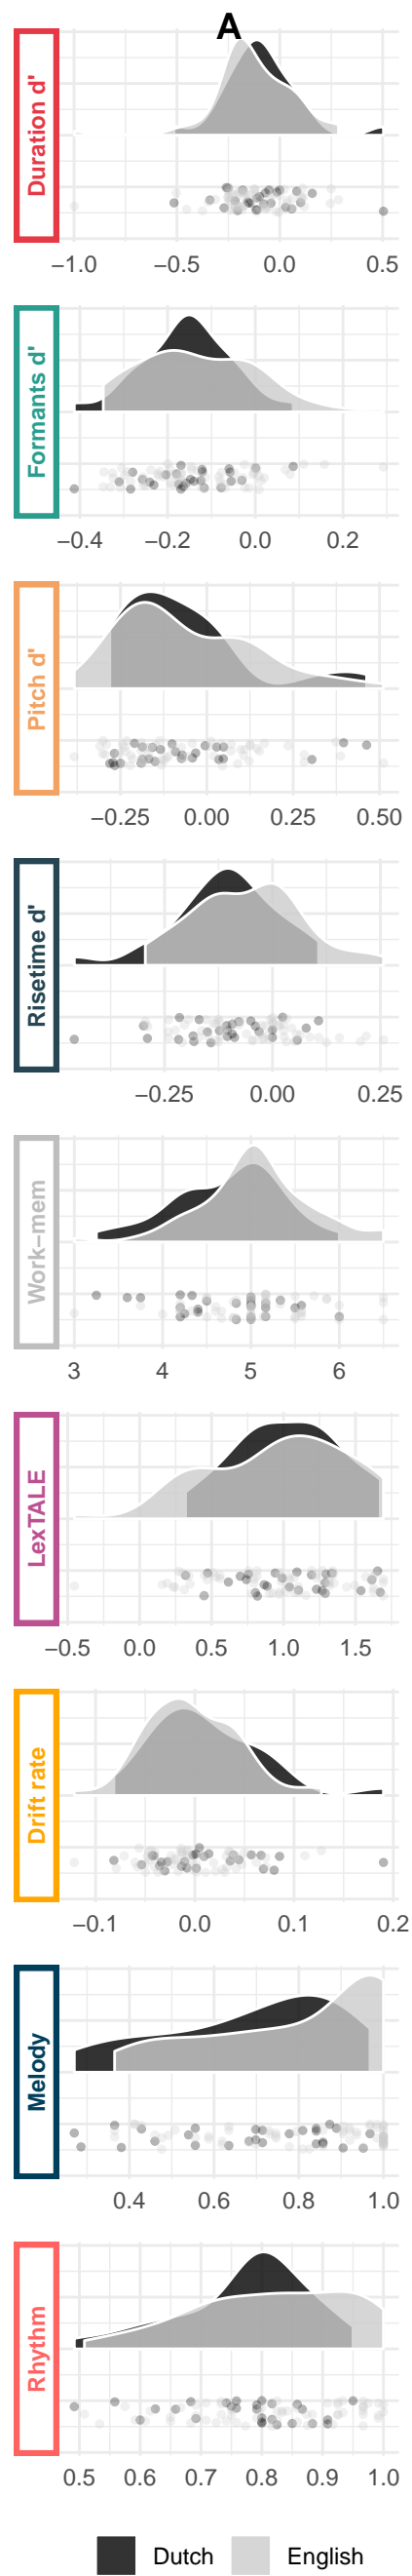 A
Duration d'
−1.0 −0.5 0.0 0.5
Formants d'
−0.4 −0.2 0.0 0.2
Pitch d'
−0.25 0.00 0.25 0.50
Risetime d'
−0.25 0.00 0.25
Work−mem
3 4 5 6
LexTALE
−0.5 0.0 0.5 1.0 1.5
Drift rate
−0.1 0.0 0.1 0.2
Melody
0.4 0.6 0.8 1.0
Rhythm
0.5 0.6 0.7 0.8 0.9 1.0
Dutch English